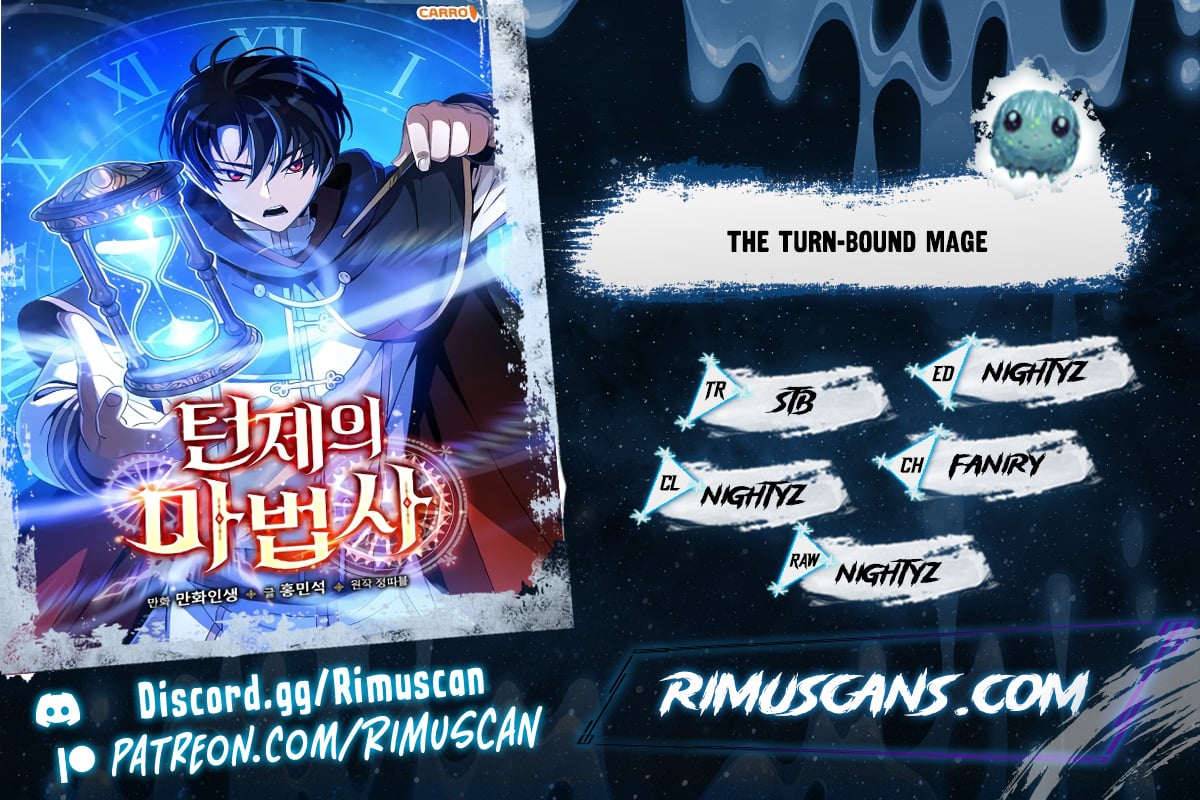 CARROT
XII
XI
I
X
턴제의
마법사
만화 만화인생 글 홍민석 원작 정따블
THE TURN-BOUND MAGE
TR
STB
ED
NIGHTYZ
CL
NIGHTYZ
CH
FANIRY
RAW
NIGHTYZ
Discord.gg/Rimuscan
PATREON.COM/RIMUSCAN
RIMUSCANS.COM